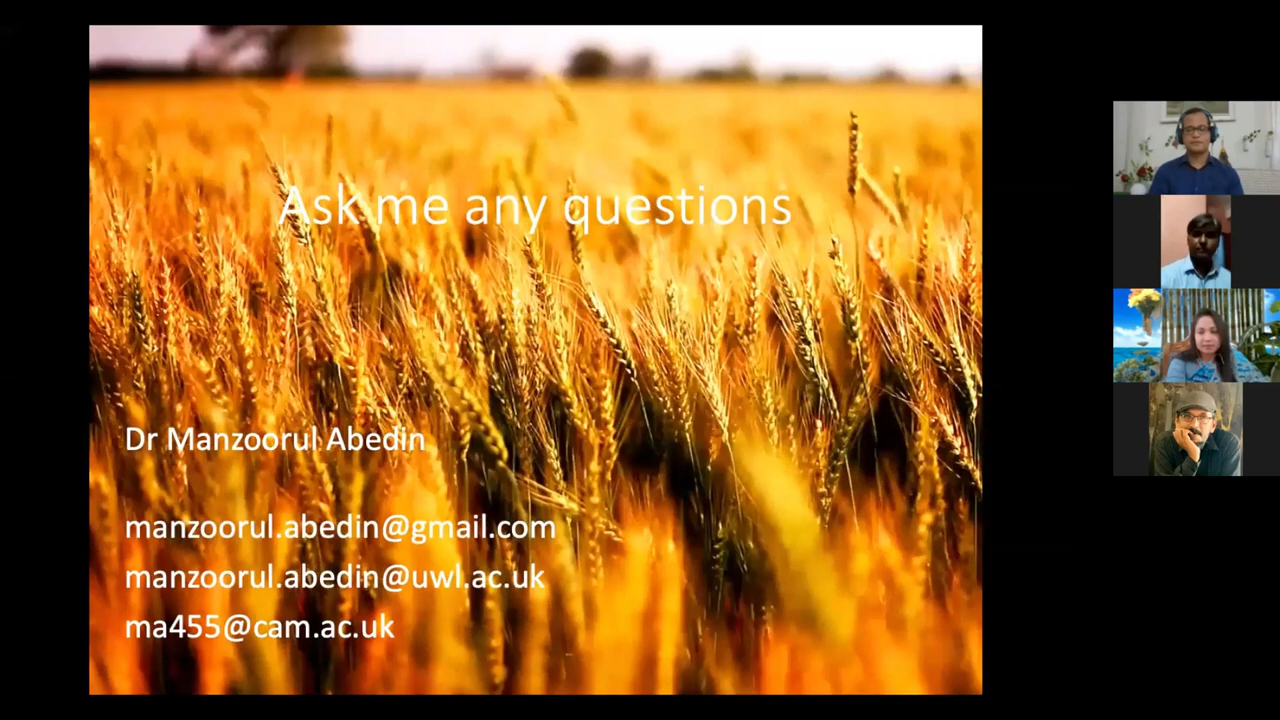 Ask me any questions
Dr Manzoorul Abedin
manzoorul.abedin@gmail.com
manzoorul.abedin@uwl.ac.uk
ma455@cam.ac.uk